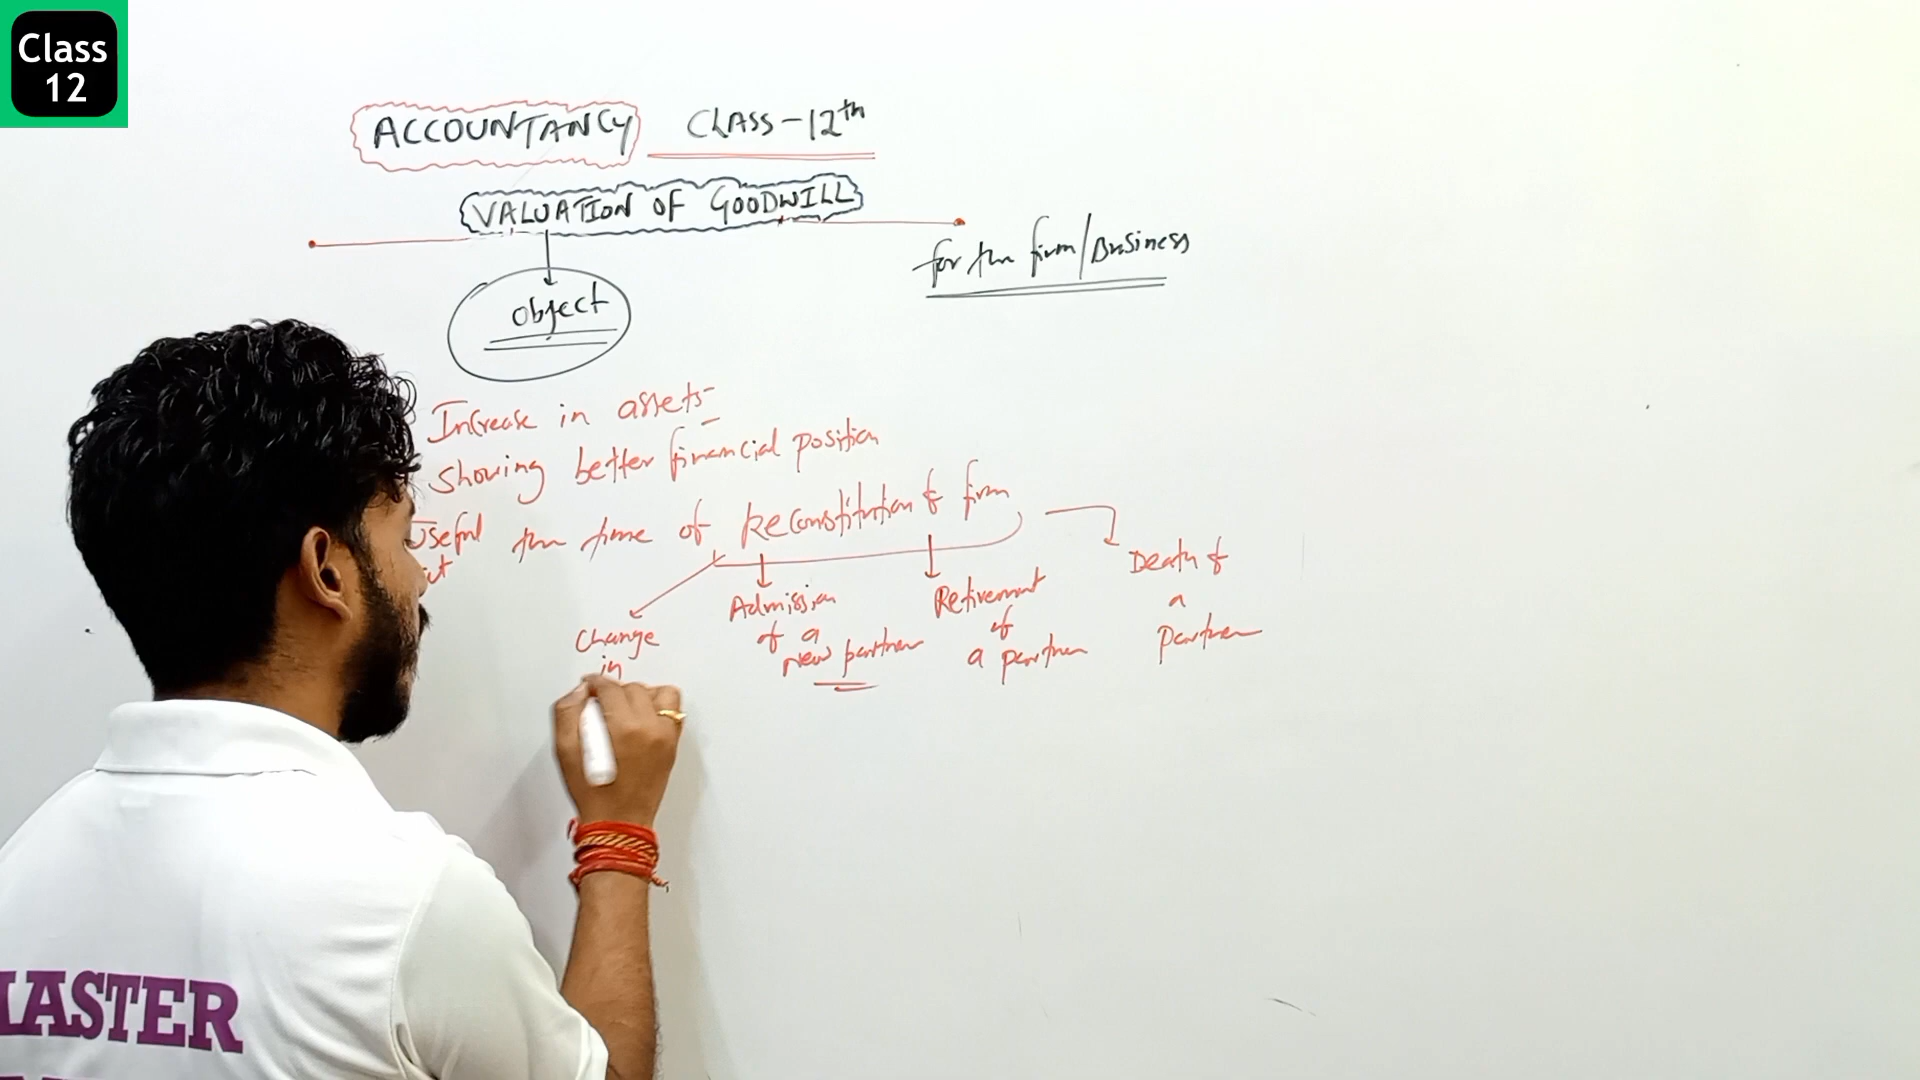 Class
12
ACCOUNTANCY CLASS-12th
VALUATION OF GOODWILL
for the firm/Business
object
Increase in assets
showing better financial position
Useful the time of Reconstitution of firm
at
Change
in
Admission
of a
new partner
Retirement
of
a partner
Death of
a
partner
MASTER